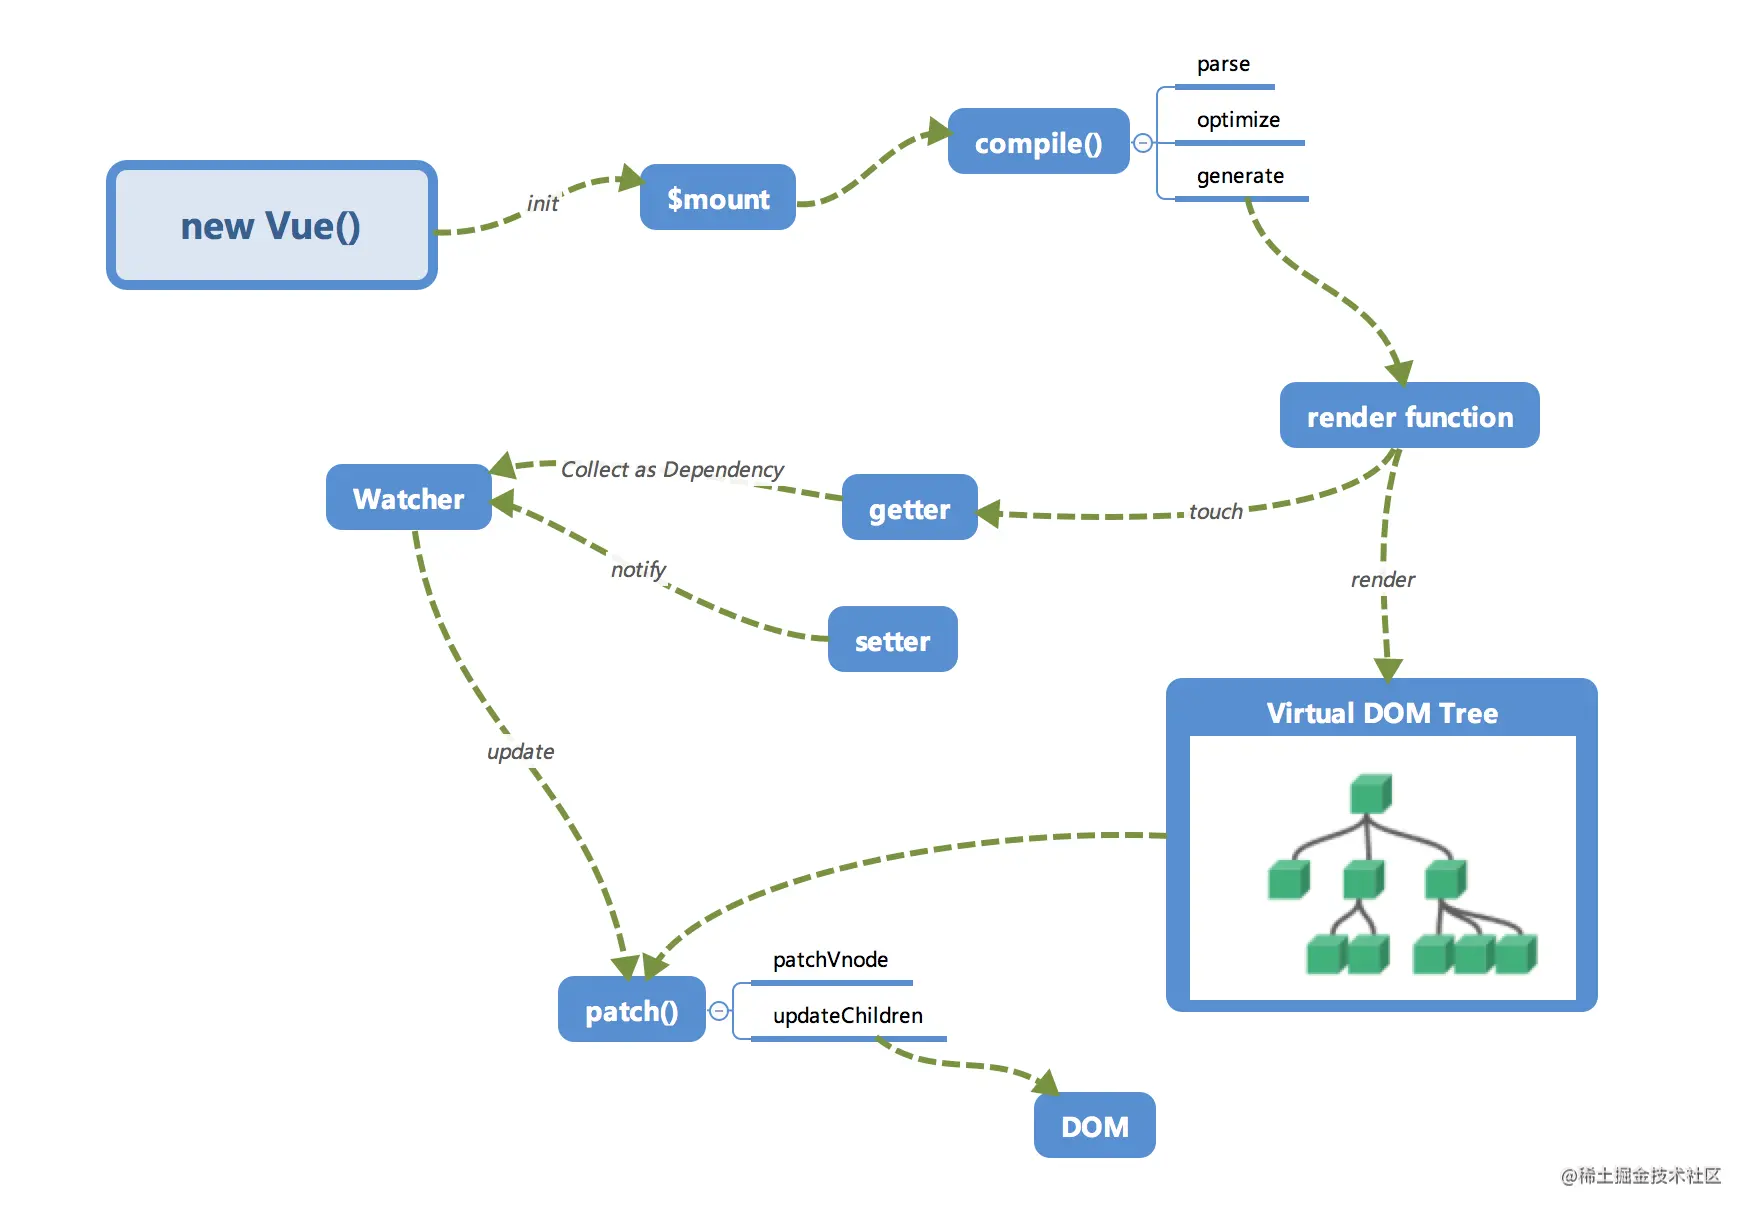 parse
optimize
compile()
generate
init
$mount
new Vue()
render function
Collect as Dependency
Watcher
getter
touch
notify
render
setter
Virtual DOM Tree
update
patchVnode
patch()
updateChildren
DOM
@稀土掘金技术社区